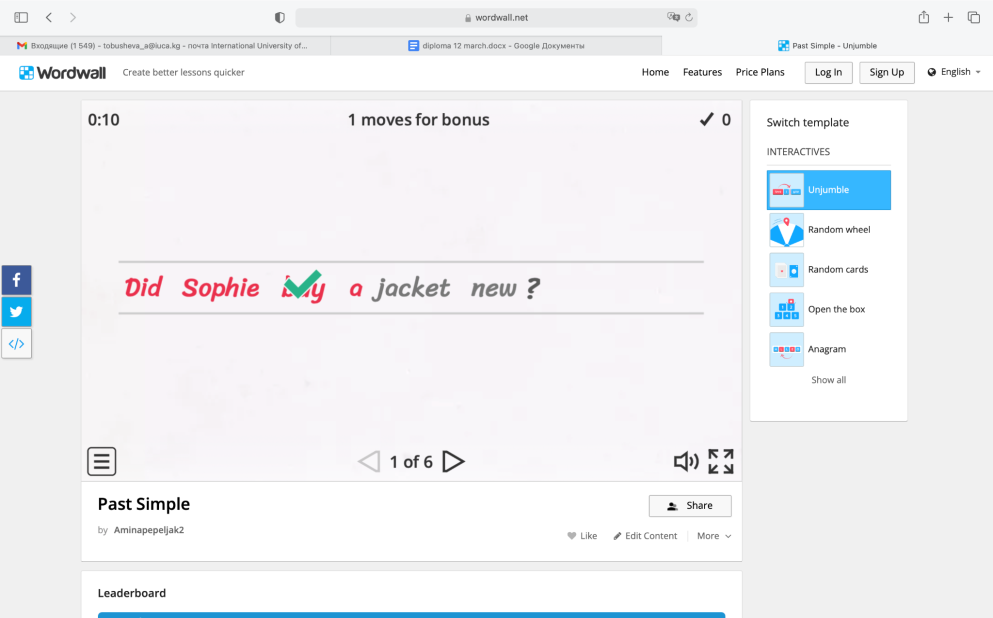 wordwall.net
Входящие (1 549) - tobusheva_a@iuca.kg - почта International University of...
diploma 12 march.docx - Google Документы
Past Simple - Unjumble
Wordwall
Create better lessons quicker
Home Features Price Plans Log In Sign Up English
0:10 1 moves for bonus 0
Did Sophie a jacket new ?
1 of 6
Switch template
INTERACTIVES
Unjumble
Random wheel
Random cards
Open the box
Anagram
Show all
Past Simple
Share
by Aminapepeljak2
Like Edit Content More
Leaderboard